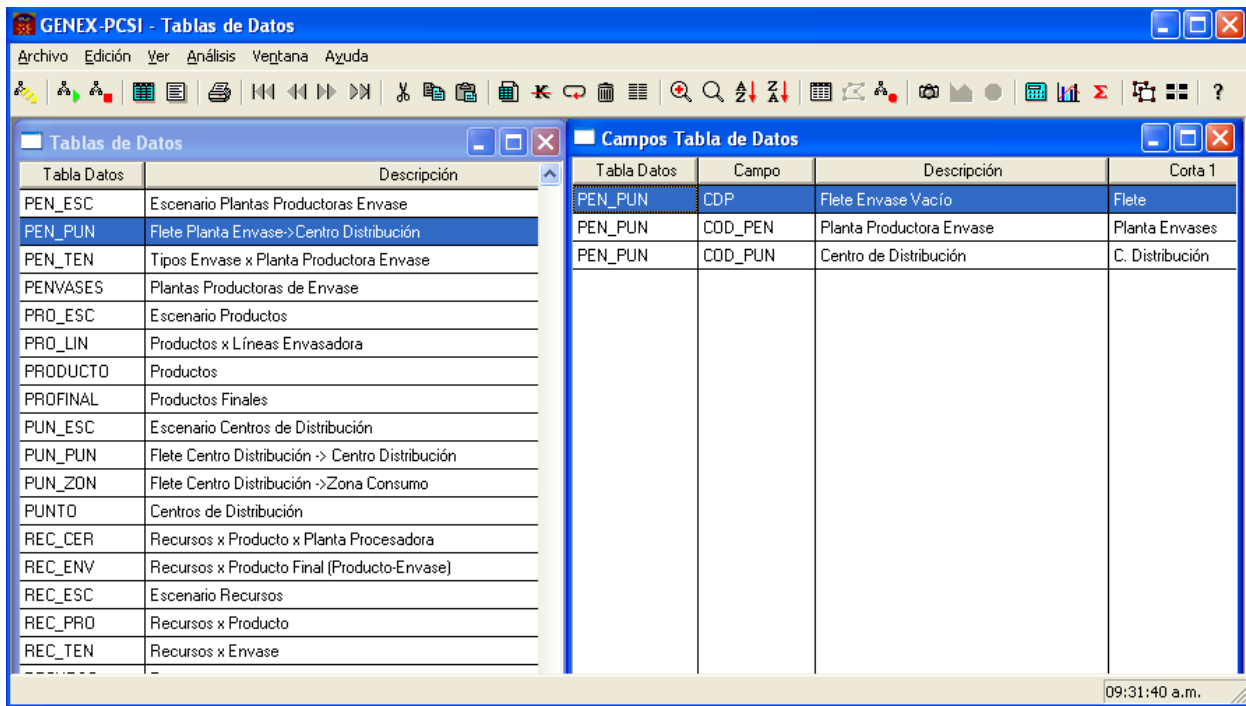 GENEX-PCSI - Tablas de Datos
Archivo Edición Ver Análisis Ventana Ayuda
Tablas de Datos
Tabla Datos Descripción
PEN_ESC Escenario Plantas Productoras Envase
PEN_PUN Flete Planta Envase->Centro Distribución
PEN_TEN Tipos Envase x Planta Productora Envase
PENVASES Plantas Productoras de Envase
PRO_ESC Escenario Productos
PRO_LIN Productos x Líneas Envasadora
PRODUCTO Productos
PROFINAL Productos Finales
PUN_ESC Escenario Centros de Distribución
PUN_PUN Flete Centro Distribución -> Centro Distribución
PUN_ZON Flete Centro Distribución ->Zona Consumo
PUNTO Centros de Distribución
REC_CER Recursos x Producto x Planta Procesadora
REC_ENV Recursos x Producto Final (Producto-Envase)
REC_ESC Escenario Recursos
REC_PRO Recursos x Producto
REC_TEN Recursos x Envase
Campos Tabla de Datos
Tabla Datos Campo Descripción Corta 1
PEN_PUN CDP Flete Envase Vacío Flete
PEN_PUN COD_PEN Planta Productora Envase Planta Envases
PEN_PUN COD_PUN Centro de Distribución C. Distribución
09:31:40 a.m.